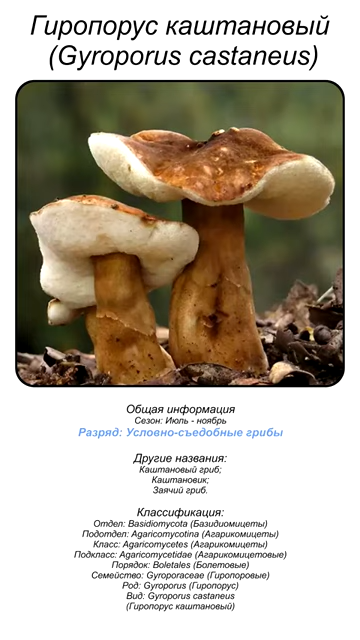 Гиропорус каштановый
(Gyroporus castaneus)
Общая информация
Сезон: Июль - ноябрь
Разряд: Условно-съедобные грибы
Другие названия:
Каштановый гриб;
Каштановик;
Заячий гриб.
Классификация:
Отдел: Basidiomycota (Базидиомицеты)
Подотдел: Agaricomycotina (Агарикомицеты)
Класс: Agaricomycetes (Агарикомицеты)
Подкласс: Agaricomycetidae (Агарикомицетовые)
Порядок: Boletales (Болетовые)
Семейство: Gyroporaceae (Гиропоровые)
Род: Gyroporus (Гиропорус)
Вид: Gyroporus castaneus
(Гиропорус каштановый)